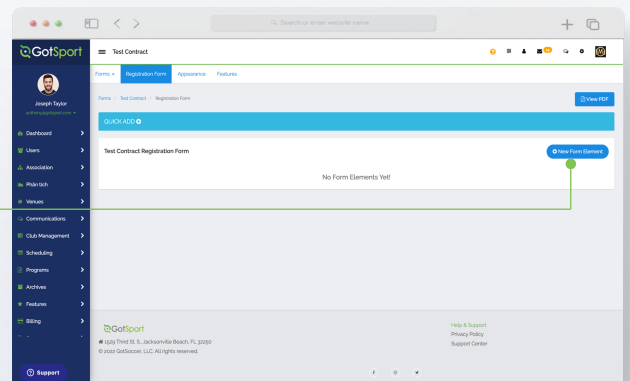 Search or enter website name
GotSport
Test Contract
Joseph Taylor
Forms
Registration Form
Appearance
Features
Forms / Test Contract / Registration Form
View PDF
QUICK ADD
Test Contract Registration Form
New Form Element
No Form Elements Yet!
Dashboard
Users
Association
Phân tích
Venues
Communications
Club Management
Scheduling
Programs
Archives
Features
Billing
Support
GotSport
1529 Third St. S., Jacksonville Beach, FL 32250
© 2022 GotSoccer, LLC. All rights reserved.
Help & Support
Privacy Policy
Support Center